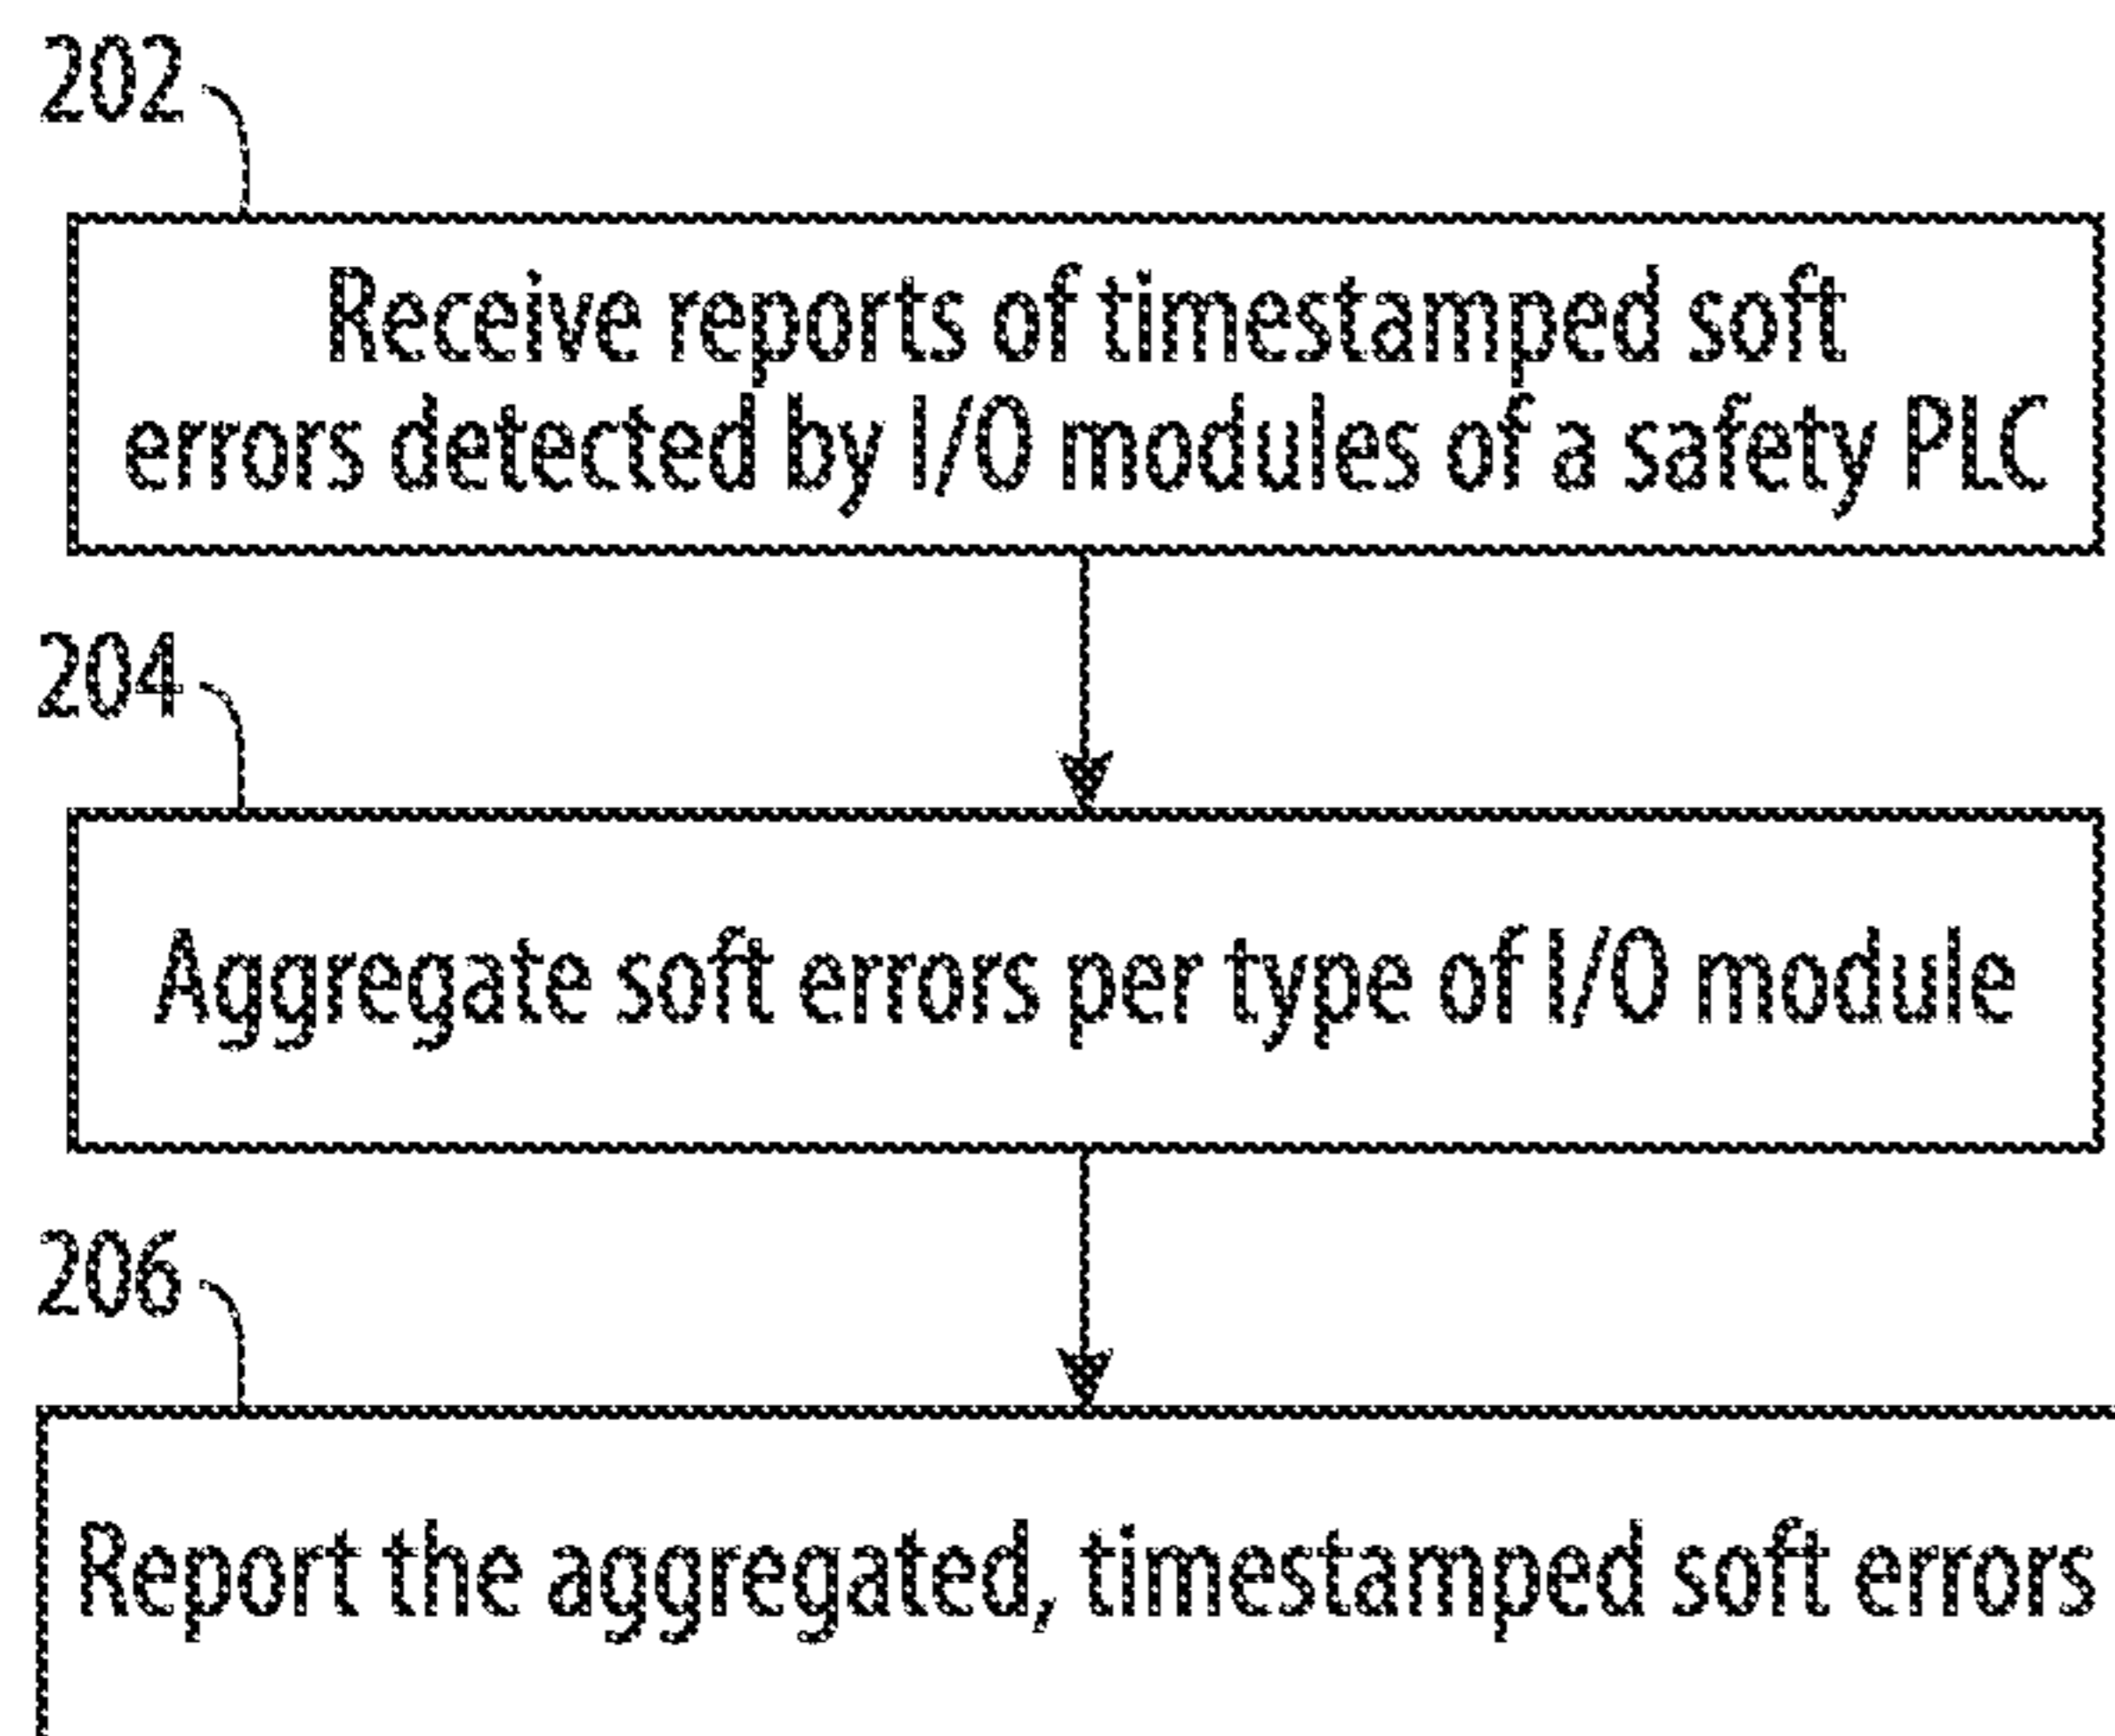 202
Receive reports of timestamped soft
errors detected by I/O modules of a safety PLC
204
Aggregate soft errors per type of I/O module
206
Report the aggregated, timestamped soft errors